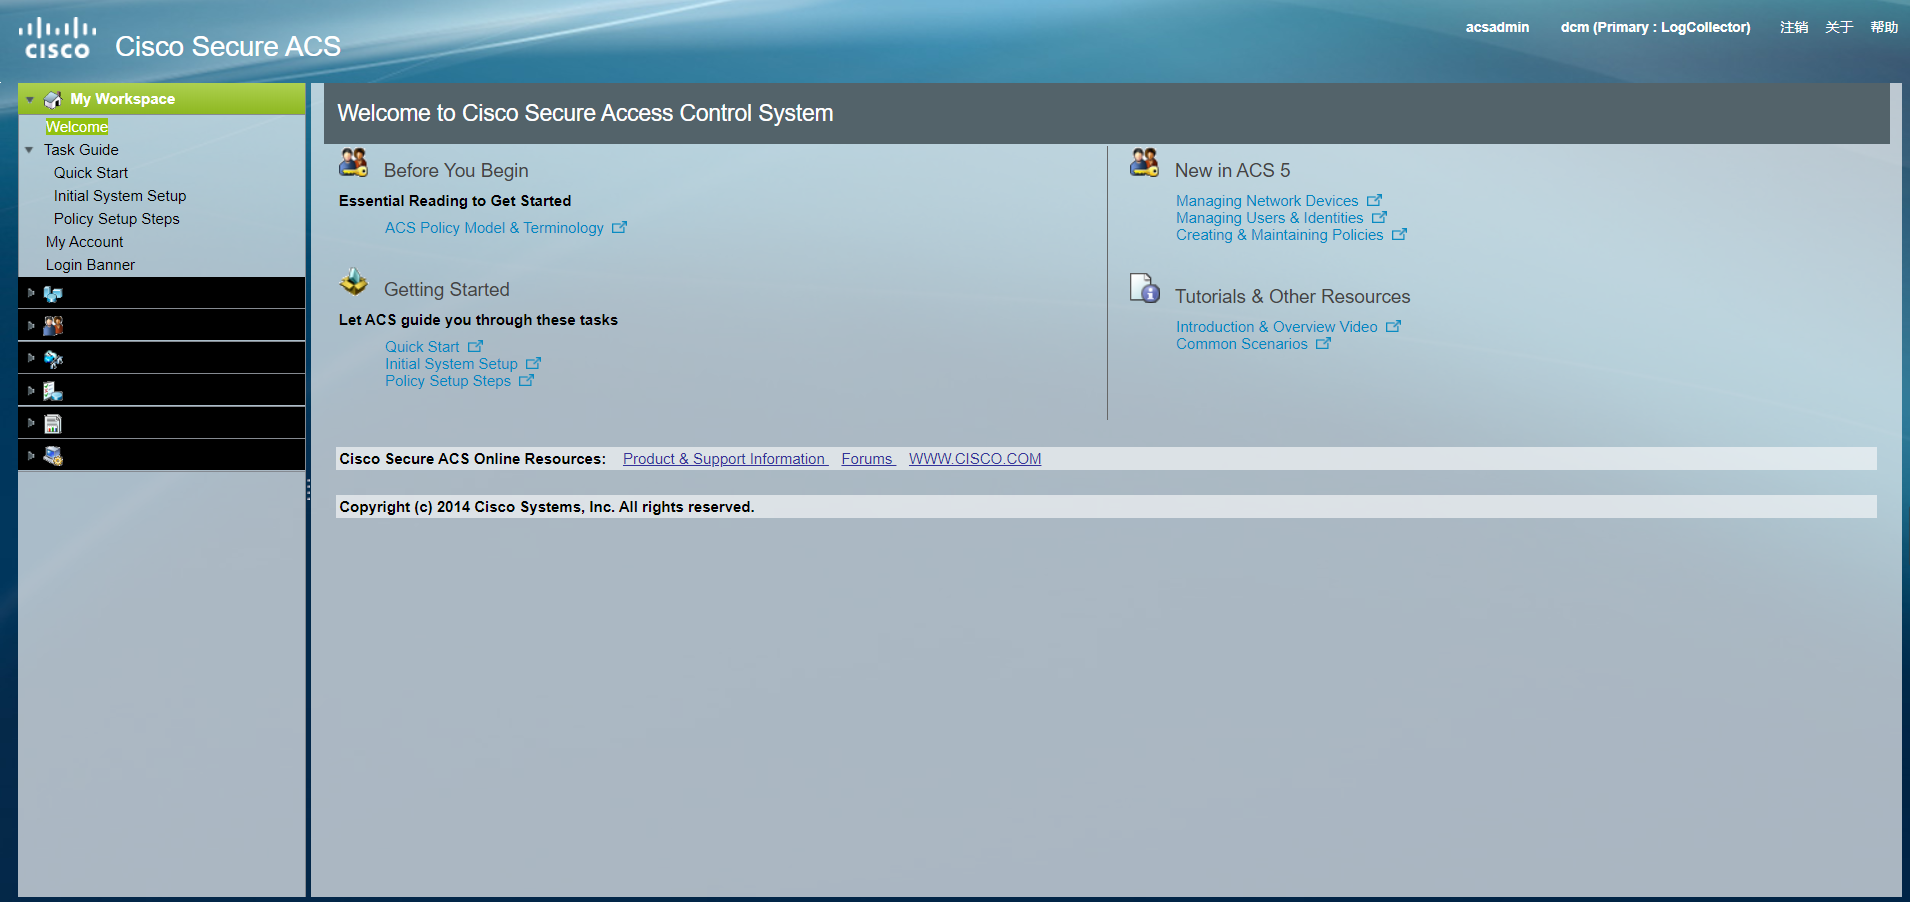 CISCO
Cisco Secure ACS
acsadmin
dcm (Primary : LogCollector)
注销 关于 帮助
My Workspace
Welcome
Task Guide
Quick Start
Initial System Setup
Policy Setup Steps
My Account
Login Banner
Welcome to Cisco Secure Access Control System
Before You Begin
Essential Reading to Get Started
ACS Policy Model & Terminology
Getting Started
Let ACS guide you through these tasks
Quick Start
Initial System Setup
Policy Setup Steps
New in ACS 5
Managing Network Devices
Managing Users & Identities
Creating & Maintaining Policies
Tutorials & Other Resources
Introduction & Overview Video
Common Scenarios
Cisco Secure ACS Online Resources: Product & Support Information Forums WWW.CISCO.COM
Copyright (c) 2014 Cisco Systems, Inc. All rights reserved.